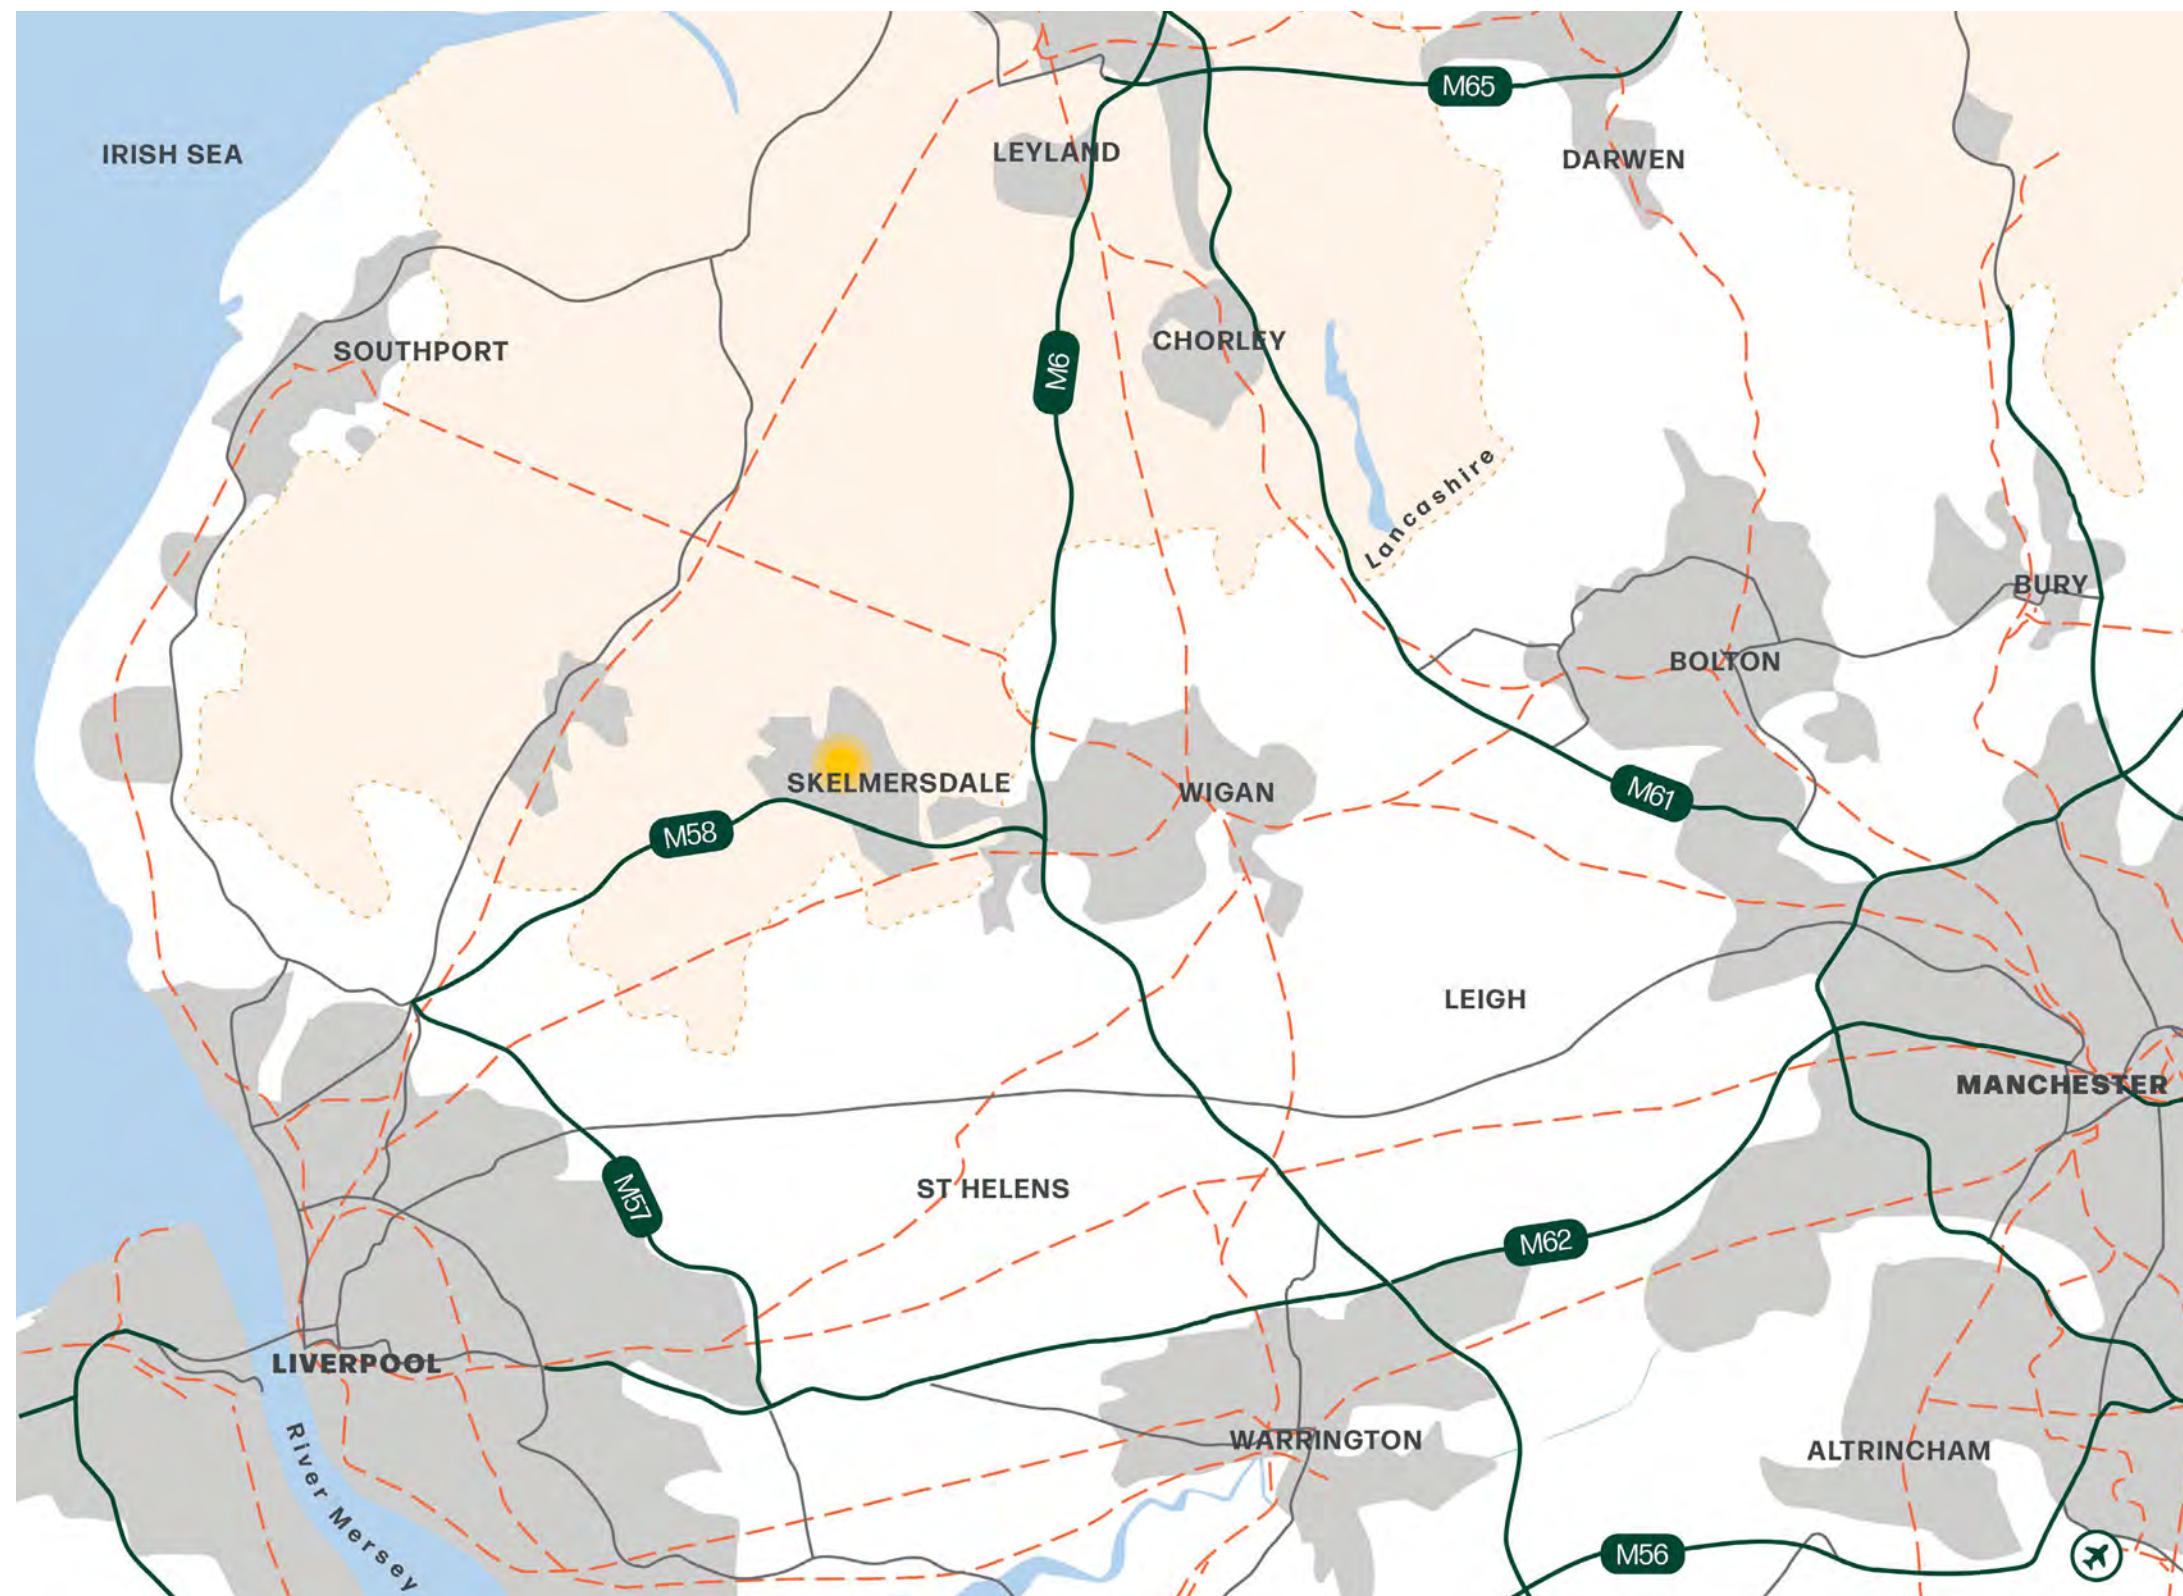 M65
IRISH SEA
LEYLAND
DARWEN
SOUTHPORT
M6
CHORLEY
Lancashire
BURY
BOLTON
SKELMERSDALE
WIGAN
M61
M58
LEIGH
MANCHESTER
ST HELENS
M57
M62
LIVERPOOL
WARRINGTON
ALTRINCHAM
River Mersey
M56